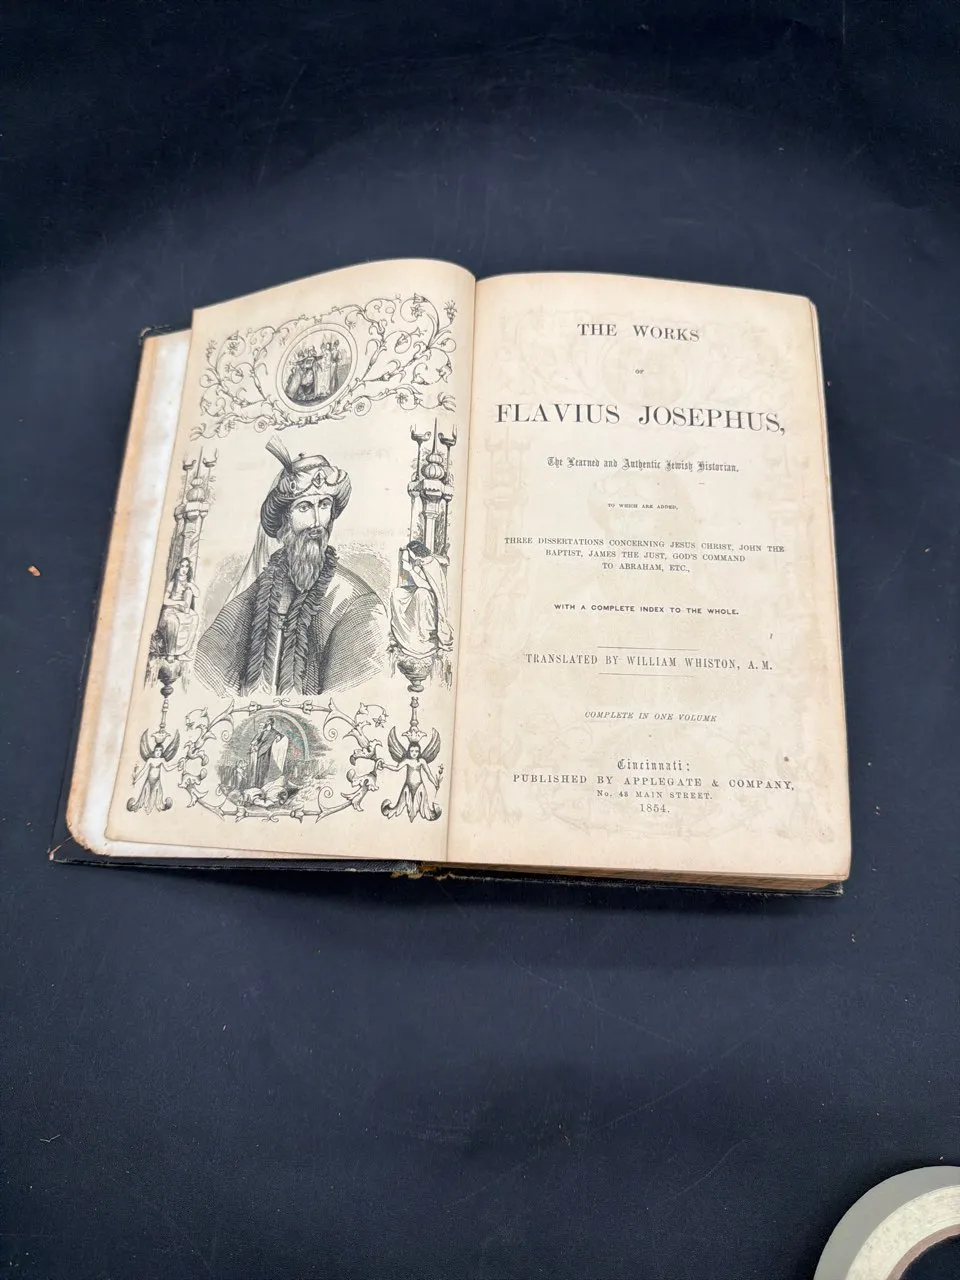 THE WORKS
OF
FLAVIUS JOSEPHUS,
The Learned and Authentic Jewish Historian.
TO WHICH ARE ADDED,
THREE DISSERTATIONS CONCERNING JESUS CHRIST, JOHN THE
BAPTIST, JAMES THE JUST, GOD'S COMMAND
TO ABRAHAM, ETC.,
WITH A COMPLETE INDEX TO THE WHOLE.
TRANSLATED BY WILLIAM WHISTON, A. M.
COMPLETE IN ONE VOLUME
Cincinnati:
PUBLISHED BY APPLEGATE & COMPANY,
No. 43 MAIN STREET.
1854.